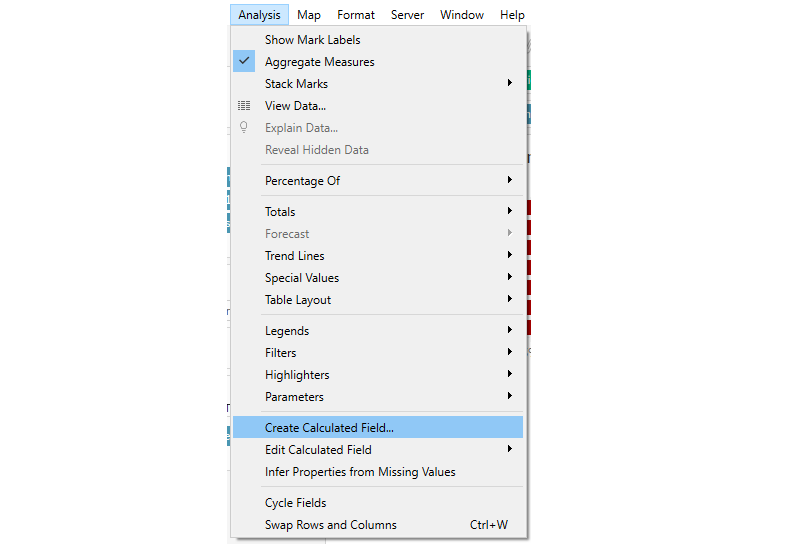 Analysis Map Format Server Window Help
Show Mark Labels
Aggregate Measures
Stack Marks
View Data...
Explain Data...
Reveal Hidden Data
Percentage Of
Totals
Forecast
Trend Lines
Special Values
Table Layout
Legends
Filters
Highlighters
Parameters
Create Calculated Field...
Edit Calculated Field
Infer Properties from Missing Values
Cycle Fields
Swap Rows and Columns Ctrl+W